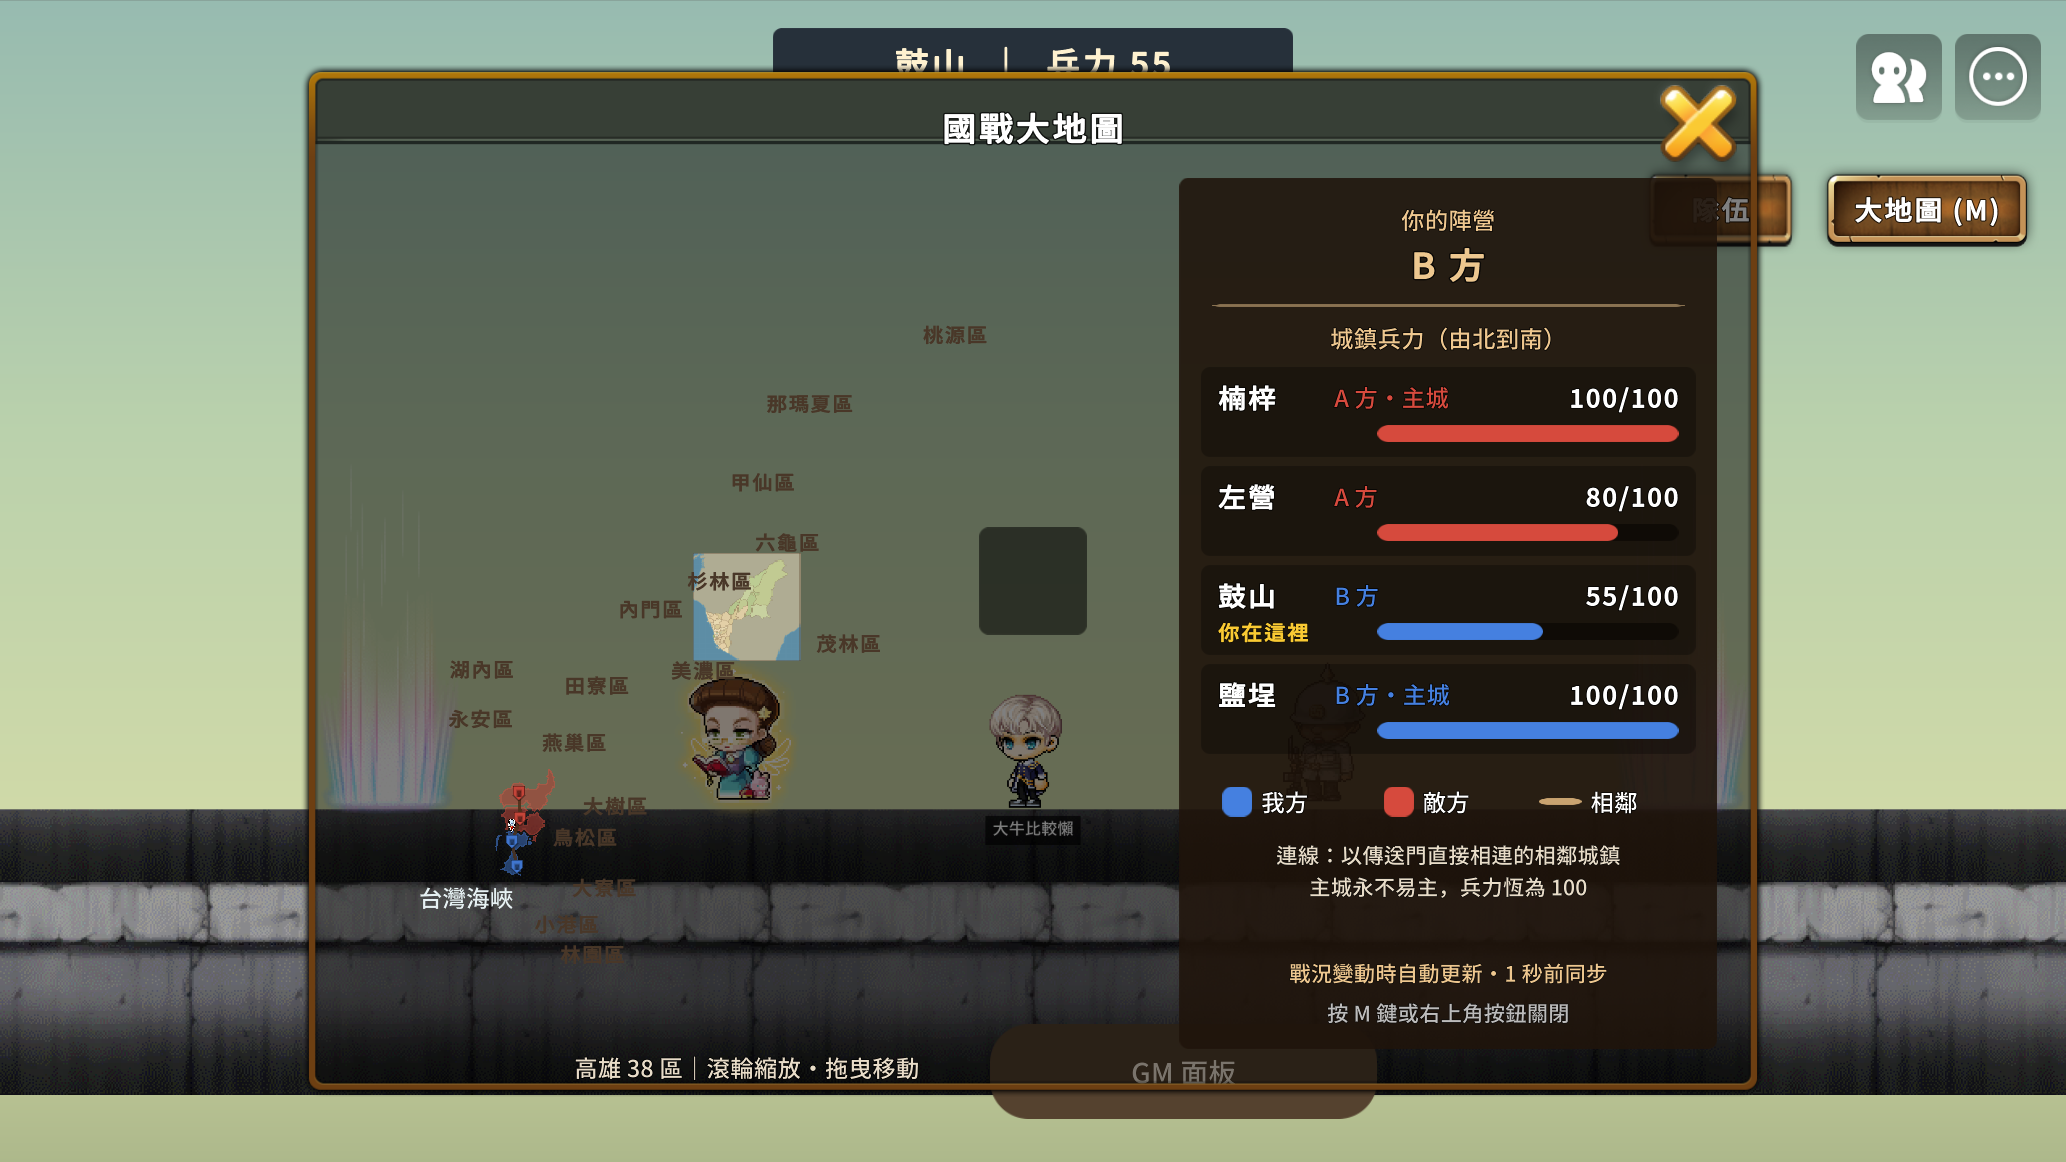 鼓山 | 兵力 55
國戰大地圖
隊伍
大地圖 (M)
你的陣營
B 方
城鎮兵力（由北到南）
楠梓 A 方・主城 100/100
左營 A 方 80/100
鼓山 B 方 55/100
你在這裡
鹽埕 B 方・主城 100/100
我方 敵方 相鄰
連線：以傳送門直接相連的相鄰城鎮
主城永不易主，兵力恆為 100
戰況變動時自動更新・1 秒前同步
按 M 鍵或右上角按鈕關閉
桃源區
那瑪夏區
甲仙區
六龜區
杉林區
內門區
茂林區
湖內區
田寮區
美濃區
永安區
燕巢區
大樹區
鳥松區
大寮區
小港區
林園區
台灣海峽
大牛比較懶
高雄 38 區｜滾輪縮放・拖曳移動
GM 面板